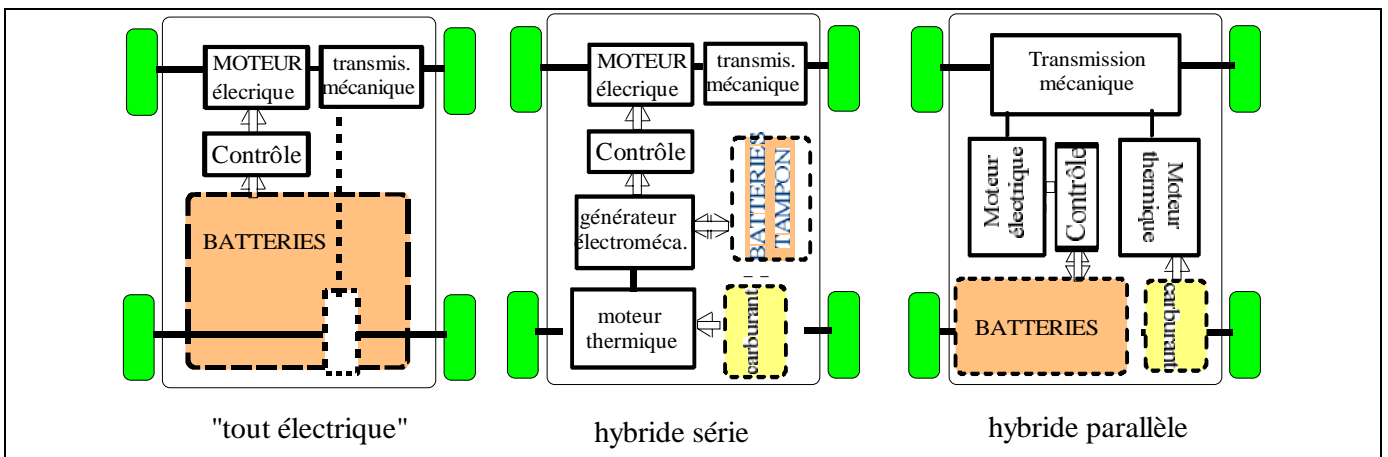 MOTEUR
élecrique
transmis.
mécanique
Contrôle
BATTERIES
"tout électrique"
MOTEUR
élecrique
transmis.
mécanique
Contrôle
BATTERIES
TAMPON
générateur
électroméca.
moteur
thermique
carburant
hybride série
Transmission
mécanique
Moteur
électrique
Contrôle
Moteur
thermique
BATTERIES
carburant
hybride parallèle